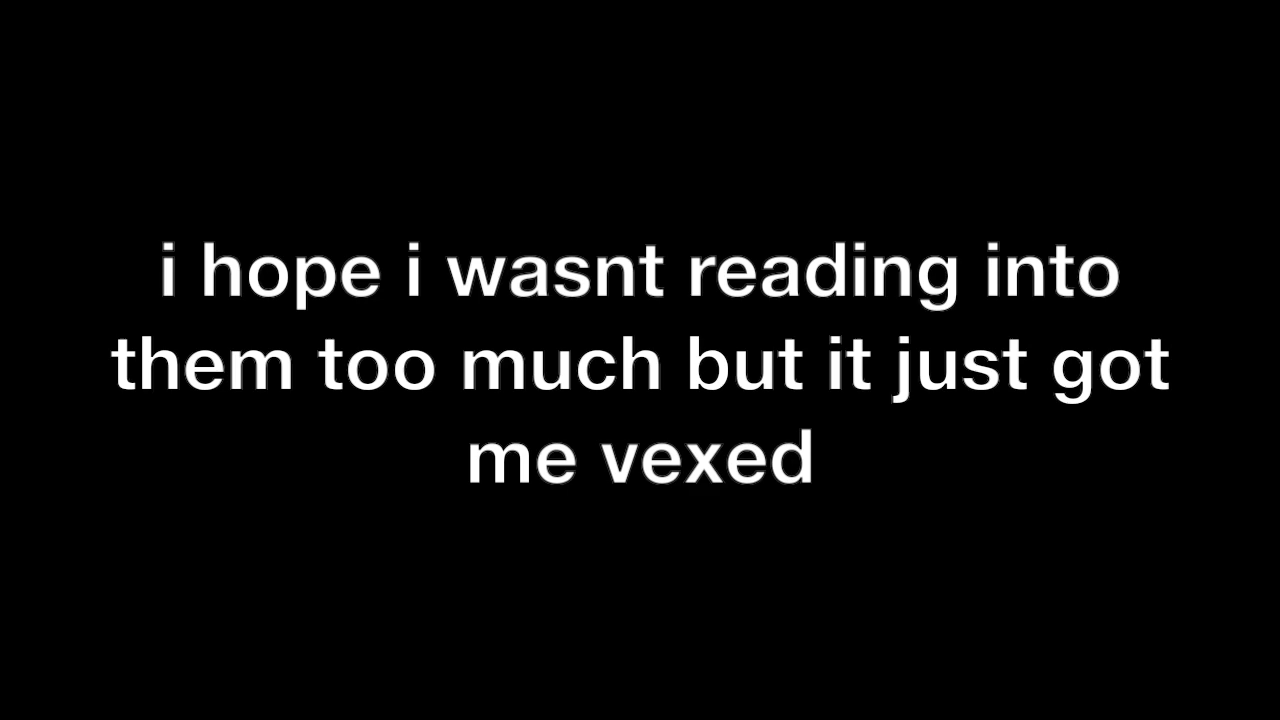 i hope i wasnt reading into
them too much but it just got
me vexed